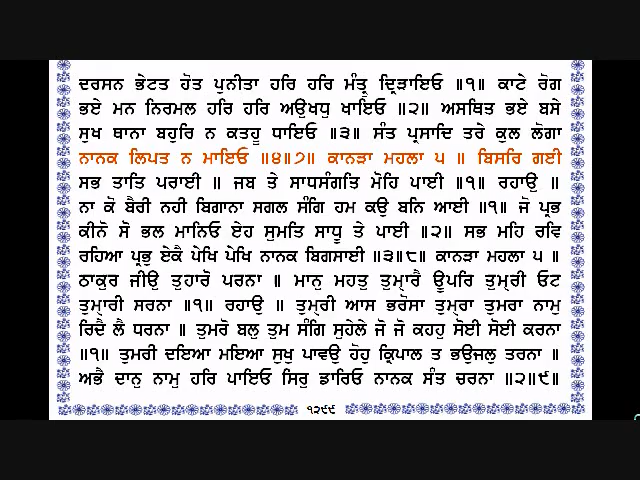 ਦਰਸਨ ਭੇਟਤ ਹੋਤ ਪੁਨੀਤਾ ਹਰਿ ਹਰਿ ਮੰਤ੍ਰੁ ਦ੍ਰਿੜਾਇਓ ॥੧॥ ਕਾਟੇ ਰੋਗ
ਭਏ ਮਨ ਨਿਰਮਲ ਹਰਿ ਹਰਿ ਅਉਖਧੁ ਖਾਇਓ ॥੨॥ ਅਸਥਿਤ ਭਏ ਬਸੇ
ਸੁਖ ਥਾਨਾ ਬਹੁਰਿ ਨ ਕਤਹੂ ਧਾਇਓ ॥੩॥ ਸੰਤ ਪ੍ਰਸਾਦਿ ਤਰੇ ਕੁਲ ਲੋਗਾ
ਨਾਨਕ ਲਿਪਤ ਨ ਮਾਇਓ ॥੪॥੭॥ ਕਾਨੜਾ ਮਹਲਾ ੫ ॥ ਬਿਸਰਿ ਗਈ
ਸਭ ਤਾਤਿ ਪਰਾਈ ॥ ਜਬ ਤੇ ਸਾਧਸੰਗਤਿ ਮੋਹਿ ਪਾਈ ॥੧॥ ਰਹਾਉ ॥
ਨਾ ਕੋ ਬੈਰੀ ਨਹੀ ਬਿਗਾਨਾ ਸਗਲ ਸੰਗਿ ਹਮ ਕਉ ਬਨਿ ਆਈ ॥੧॥ ਜੋ ਪ੍ਰਭ
ਕੀਨੋ ਸੋ ਭਲ ਮਾਨਿਓ ਏਹ ਸੁਮਤਿ ਸਾਧੂ ਤੇ ਪਾਈ ॥੨॥ ਸਭ ਮਹਿ ਰਵਿ
ਰਹਿਆ ਪ੍ਰਭੁ ਏਕੈ ਪੇਖਿ ਪੇਖਿ ਨਾਨਕ ਬਿਗਸਾਈ ॥੩॥੮॥ ਕਾਨੜਾ ਮਹਲਾ ੫ ॥
ਠਾਕੁਰ ਜੀਉ ਤੁਹਾਰੋ ਪਰਨਾ ॥ ਮਾਨੁ ਮਹਤੁ ਤੁਮ੍ਹਾਰੈ ਊਪਰਿ ਤੁਮ੍ਹਰੀ ਓਟ
ਤੁਮ੍ਹਾਰੀ ਸਰਨਾ ॥੧॥ ਰਹਾਉ ॥ ਤੁਮ੍ਹਰੀ ਆਸ ਭਰੋਸਾ ਤੁਮ੍ਹਰਾ ਤੁਮਰਾ ਨਾਮੁ
ਰਿਦੈ ਲੈ ਧਰਨਾ ॥ ਤੁਮਰੋ ਬਲੁ ਤੁਮ ਸੰਗਿ ਸੁਹੇਲੇ ਜੋ ਜੋ ਕਹਹੁ ਸੋਈ ਸੋਈ ਕਰਨਾ
॥੧॥ ਤੁਮਰੀ ਦਇਆ ਮਇਆ ਸੁਖੁ ਪਾਵਉ ਹੋਹੁ ਕ੍ਰਿਪਾਲ ਤ ਭਉਜਲੁ ਤਰਨਾ ॥
ਅਭੈ ਦਾਨੁ ਨਾਮੁ ਹਰਿ ਪਾਇਓ ਸਿਰੁ ਡਾਰਿਓ ਨਾਨਕ ਸੰਤ ਚਰਨਾ ॥੨॥੯॥
੧੨੯੯